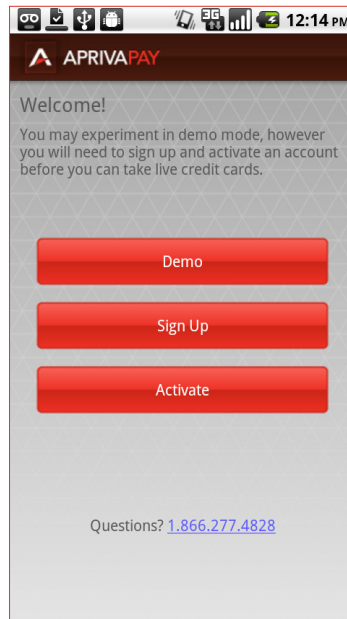 3G
12:14 PM
APRIVAPAY
Welcome!
You may experiment in demo mode, however
you will need to sign up and activate an account
before you can take live credit cards.
Demo
Sign Up
Activate
Questions? 1.866.277.4828